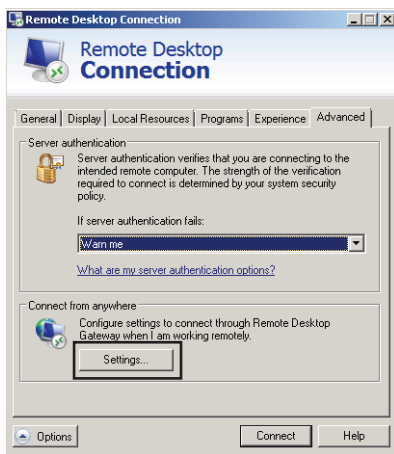 Remote Desktop Connection
Remote Desktop
Connection
General Display Local Resources Programs Experience Advanced
Server authentication
Server authentication verifies that you are connecting to the
intended remote computer. The strength of the verification
required to connect is determined by your system security
policy.
If server authentication fails:
Warn me
What are my server authentication options?
Connect from anywhere
Configure settings to connect through Remote Desktop
Gateway when I am working remotely.
Settings...
Options Connect Help